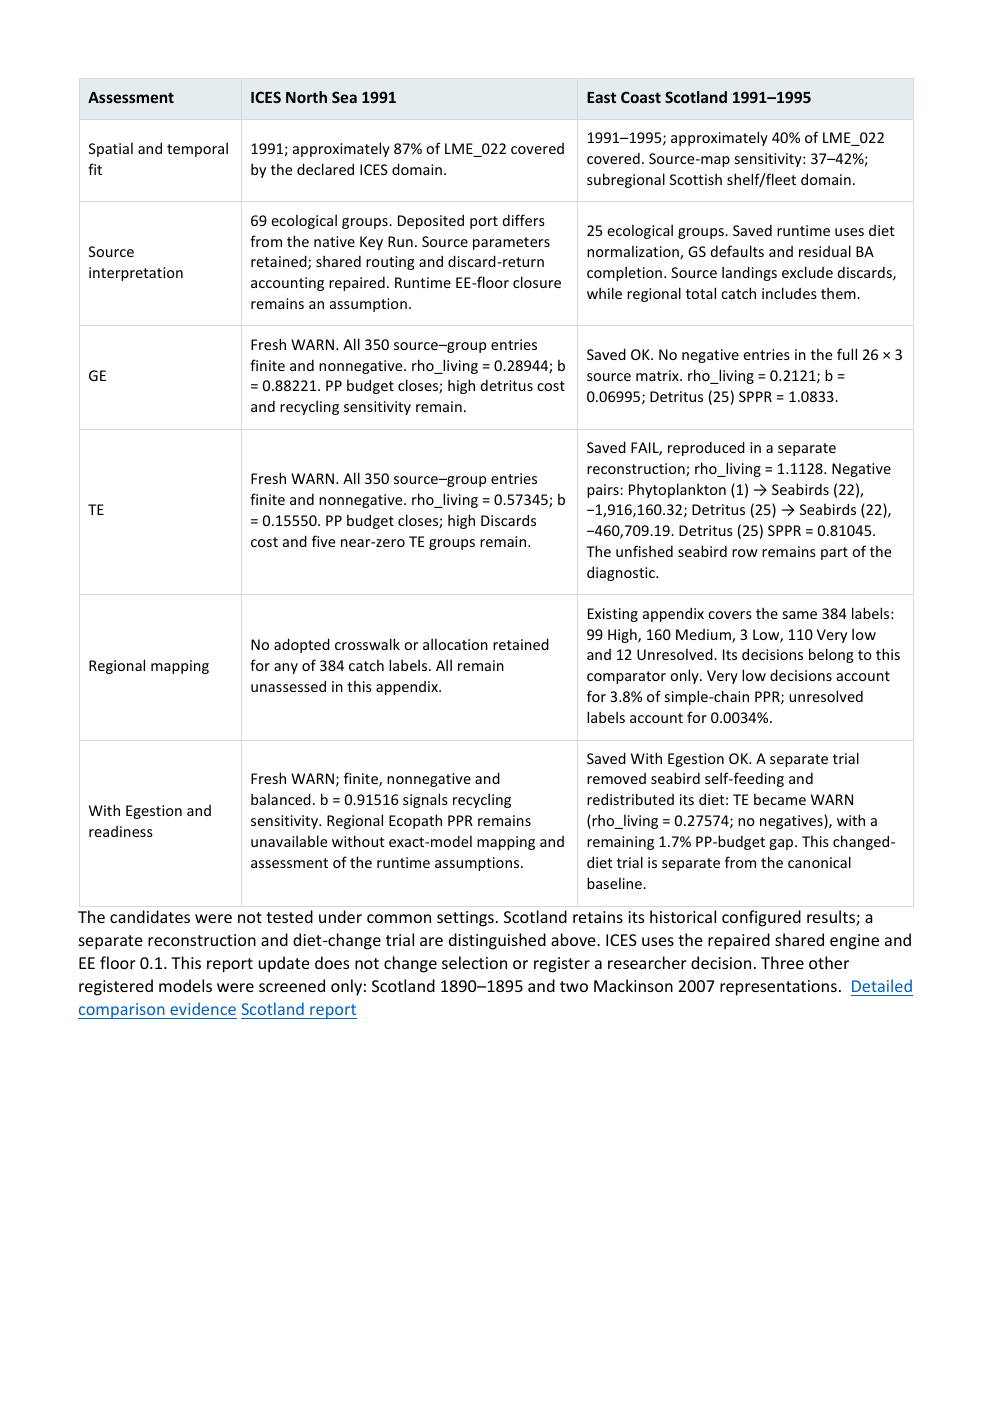 Assessment
ICES North Sea 1991
East Coast Scotland 1991–1995
Spatial and temporal
fit
1991; approximately 87% of LME_022 covered
by the declared ICES domain.
1991–1995; approximately 40% of LME_022
covered. Source-map sensitivity: 37–42%;
subregional Scottish shelf/fleet domain.
Source
interpretation
69 ecological groups. Deposited port differs
from the native Key Run. Source parameters
retained; shared routing and discard-return
accounting repaired. Runtime EE-floor closure
remains an assumption.
25 ecological groups. Saved runtime uses diet
normalization, GS defaults and residual BA
completion. Source landings exclude discards,
while regional total catch includes them.
GE
Fresh WARN. All 350 source–group entries
finite and nonnegative. rho_living = 0.28944; b
= 0.88221. PP budget closes; high detritus cost
and recycling sensitivity remain.
Saved OK. No negative entries in the full 26 × 3
source matrix. rho_living = 0.2121; b =
0.06995; Detritus (25) SPPR = 1.0833.
TE
Fresh WARN. All 350 source–group entries
finite and nonnegative. rho_living = 0.57345; b
= 0.15550. PP budget closes; high Discards
cost and five near-zero TE groups remain.
Saved FAIL, reproduced in a separate
reconstruction; rho_living = 1.1128. Negative
pairs: Phytoplankton (1) → Seabirds (22),
−1,916,160.32; Detritus (25) → Seabirds (22),
−460,709.19. Detritus (25) SPPR = 0.81045.
The unfished seabird row remains part of the
diagnostic.
Regional mapping
No adopted crosswalk or allocation retained
for any of 384 catch labels. All remain
unassessed in this appendix.
Existing appendix covers the same 384 labels:
99 High, 160 Medium, 3 Low, 110 Very low
and 12 Unresolved. Its decisions belong to this
comparator only. Very low decisions account
for 3.8% of simple-chain PPR; unresolved
labels account for 0.0034%.
With Egestion and
readiness
Fresh WARN; finite, nonnegative and
balanced. b = 0.91516 signals recycling
sensitivity. Regional Ecopath PPR remains
unavailable without exact-model mapping and
assessment of the runtime assumptions.
Saved With Egestion OK. A separate trial
removed seabird self-feeding and
redistributed its diet: TE became WARN
(rho_living = 0.27574; no negatives), with a
remaining 1.7% PP-budget gap. This changed-
diet trial is separate from the canonical
baseline.
The candidates were not tested under common settings. Scotland retains its historical configured results; a
separate reconstruction and diet-change trial are distinguished above. ICES uses the repaired shared engine and
EE floor 0.1. This report update does not change selection or register a researcher decision. Three other
registered models were screened only: Scotland 1890–1895 and two Mackinson 2007 representations. Detailed
comparison evidence Scotland report